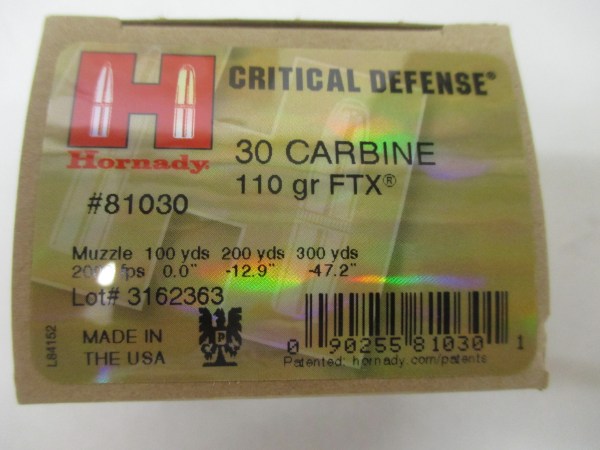 CRITICAL DEFENSE®
H
Hornady®
30 CARBINE
110 gr FTX®
#81030
Muzzle 100 yds 200 yds 300 yds
fps 0.0" -12.9" -47.2"
Lot# 3162363
L84152
MADE IN
THE USA
P
0 90255 81030 1
Patented: hornady.com/patents